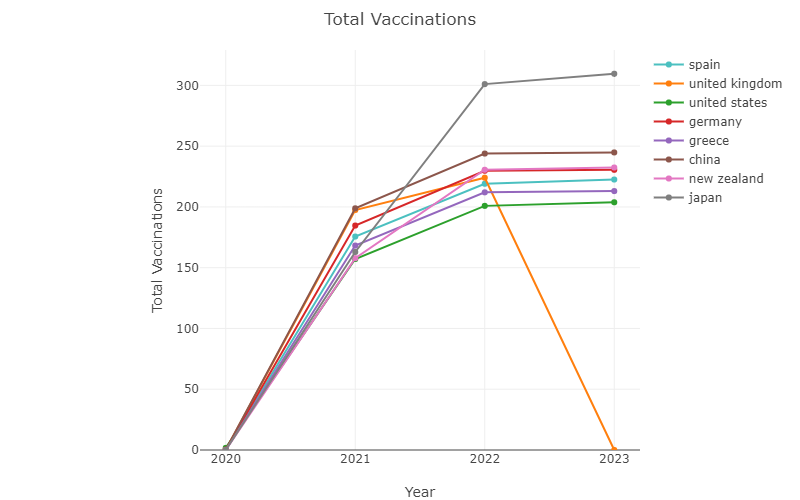 Total Vaccinations
Total Vaccinations
300
250
200
150
100
50
0
2020
2021
2022
2023
Year
spain
united kingdom
united states
germany
greece
china
new zealand
japan